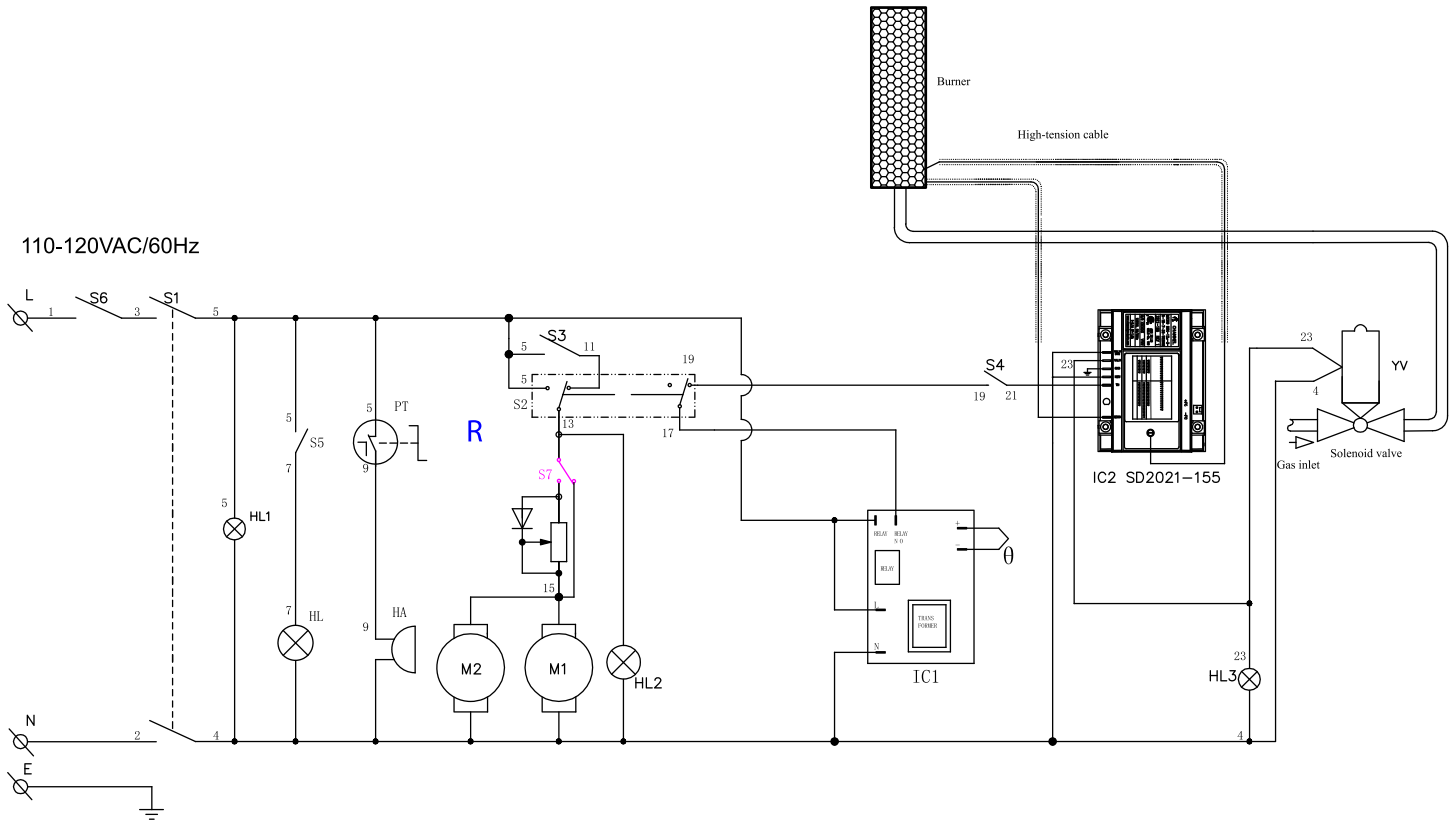 Burner
High-tension cable
110-120VAC/60Hz
L
1
S6
3
S1
5
S3
5
11
5
S2
19
13
17
S4
19
21
23
23
4
YV
Gas inlet
Solenoid valve
IC2 SD2021-155
5
S5
7
5
PT
9
R
S7
5
HL1
RELAY
RELAY
N O
+
-
θ
RELAY
15
7
HL
9
HA
M2
M1
HL2
L
N
TRANS
FORMER
IC1
23
HL3
N
2
4
4
E